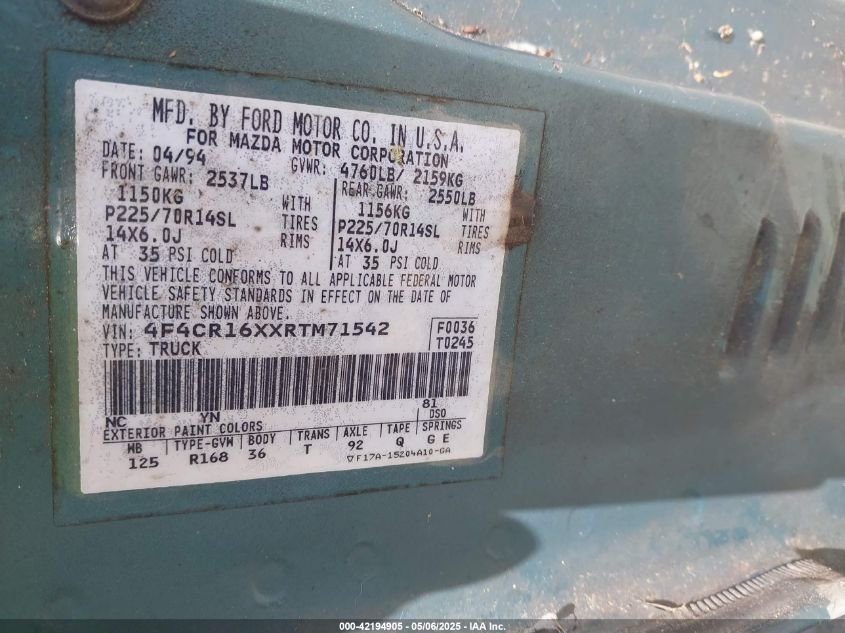 MFD. BY FORD MOTOR CO. IN U.S.A.
FOR MAZDA MOTOR CORPORATION
DATE: 04/94 GVWR: 4760LB/ 2159KG
FRONT GAWR: 2537LB REAR GAWR: 2550LB
1150KG WITH 1156KG WITH
P225/70R14SL TIRES P225/70R14SL TIRES
14X6.0J RIMS 14X6.0J RIMS
AT 35 PSI COLD AT 35 PSI COLD
THIS VEHICLE CONFORMS TO ALL APPLICABLE FEDERAL MOTOR
VEHICLE SAFETY STANDARDS IN EFFECT ON THE DATE OF
MANUFACTURE SHOWN ABOVE.
VIN: 4F4CR16XXRTM71542 F0036
TYPE: TRUCK T0245
NC YN 81
EXTERIOR PAINT COLORS DSO
WB TYPE-GVW BODY TRANS AXLE TAPE SPRINGS
125 R168 36 T 92 Q G E
▽F17A-15204A10-GA
000-42194905 - 05/06/2025 - IAA Inc.